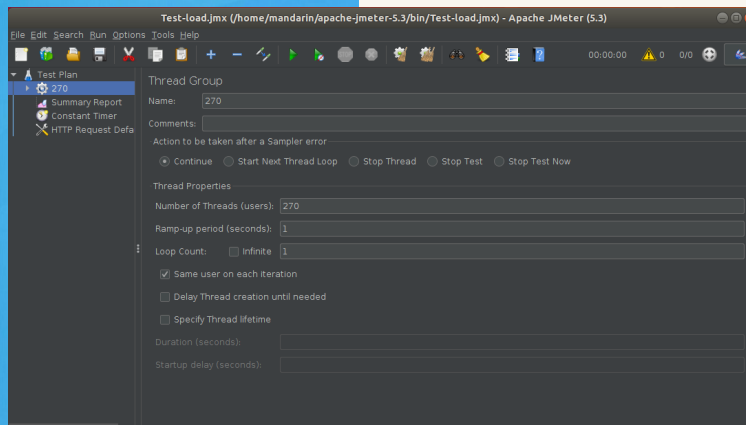 Test-load.jmx (/home/mandarin/apache-jmeter-5.3/bin/Test-load.jmx) - Apache JMeter (5.3)
File Edit Search Run Options Tools Help
00:00:00 0 0/0
Test Plan
270
Summary Report
Constant Timer
HTTP Request Defa
Thread Group
Name: 270
Comments:
Action to be taken after a Sampler error
Continue Start Next Thread Loop Stop Thread Stop Test Stop Test Now
Thread Properties
Number of Threads (users): 270
Ramp-up period (seconds): 1
Loop Count: Infinite 1
Same user on each iteration
Delay Thread creation until needed
Specify Thread lifetime
Duration (seconds):
Startup delay (seconds):